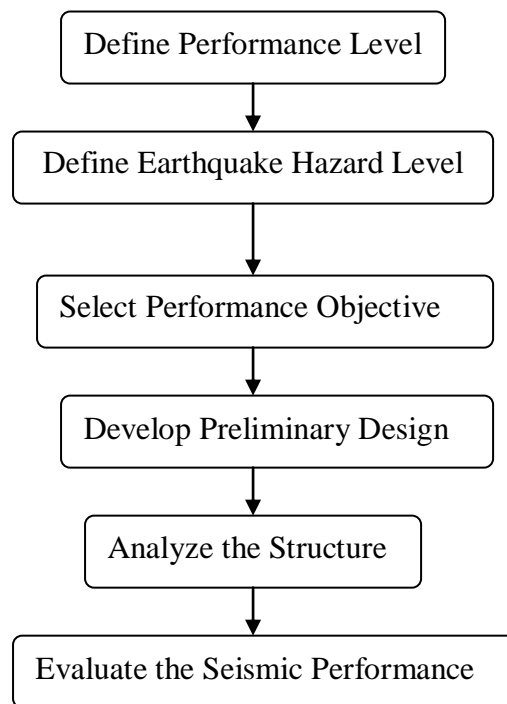 Define Performance Level
Define Earthquake Hazard Level
Select Performance Objective
Develop Preliminary Design
Analyze the Structure
Evaluate the Seismic Performance